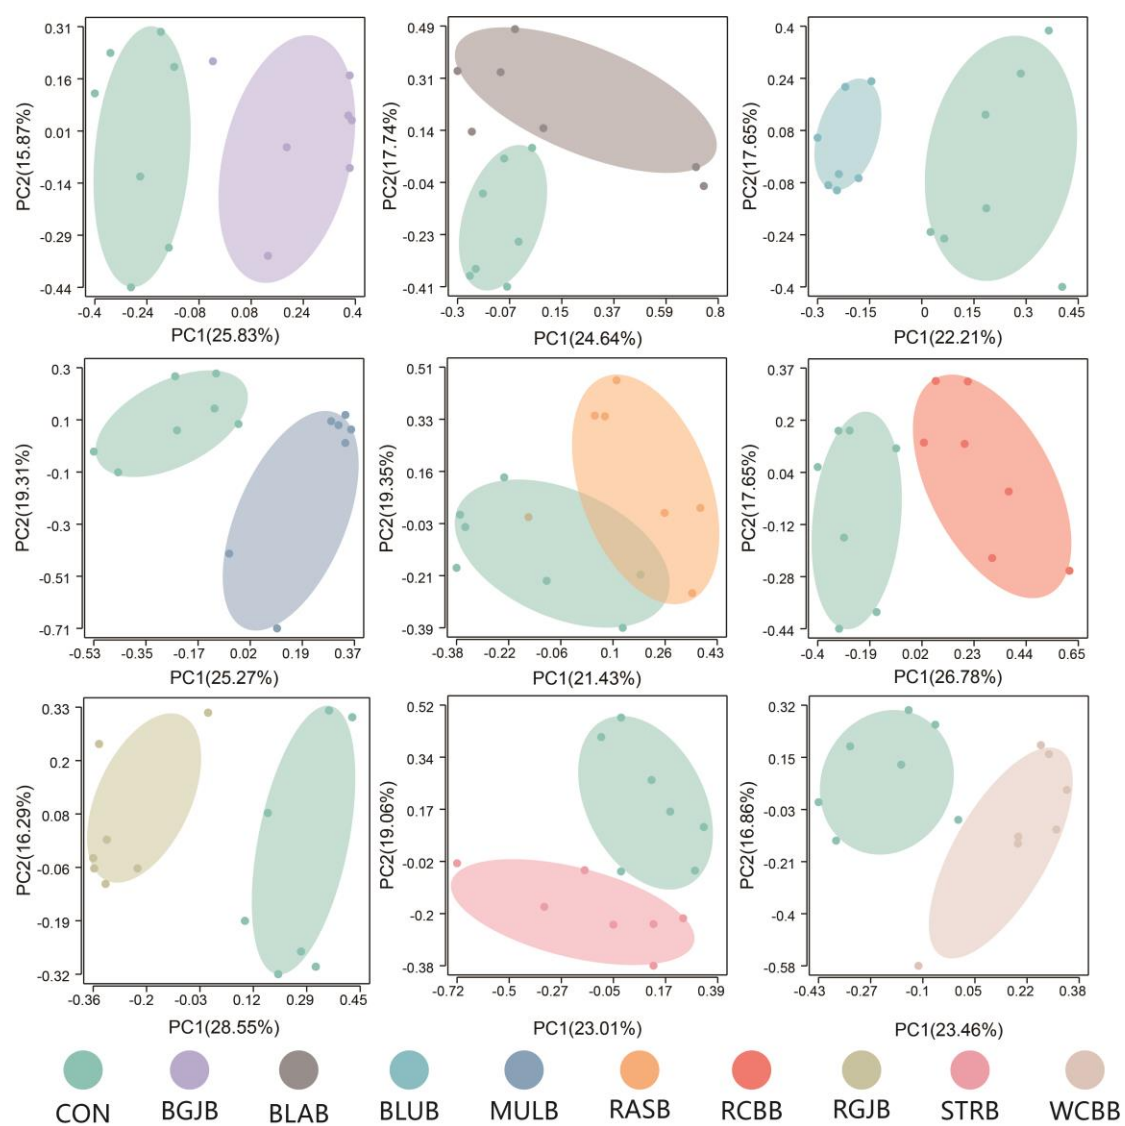 0.31
0.16
0.01
-0.14
-0.29
-0.44
PC2(15.87%)
-0.4 -0.24 -0.08 0.08 0.24 0.4
PC1(25.83%)
0.49
0.31
0.14
-0.04
-0.23
-0.41
PC2(17.74%)
-0.3 -0.07 0.15 0.37 0.59 0.8
PC1(24.64%)
0.4
0.24
0.08
-0.08
-0.24
-0.4
PC2(17.65%)
-0.3 -0.15 0 0.15 0.3 0.45
PC1(22.21%)
0.3
0.1
-0.1
-0.3
-0.51
-0.71
PC2(19.31%)
-0.53 -0.35 -0.17 0.02 0.19 0.37
PC1(25.27%)
0.51
0.33
0.16
-0.03
-0.21
-0.39
PC2(19.35%)
-0.38 -0.22 -0.06 0.1 0.26 0.43
PC1(21.43%)
0.37
0.2
0.04
-0.12
-0.28
-0.44
PC2(17.65%)
-0.4 -0.19 0.02 0.23 0.44 0.65
PC1(26.78%)
0.33
0.2
0.08
-0.06
-0.19
-0.32
PC2(16.29%)
-0.36 -0.2 -0.03 0.12 0.29 0.45
PC1(28.55%)
0.52
0.34
0.17
-0.02
-0.2
-0.38
PC2(19.06%)
-0.72 -0.5 -0.27 -0.05 0.17 0.39
PC1(23.01%)
0.32
0.15
-0.03
-0.21
-0.4
-0.58
PC2(16.86%)
-0.43 -0.27 -0.1 0.05 0.22 0.38
PC1(23.46%)
CON BGJB BLAB BLUB MULB RASB RCBB RGJB STRB WCBB